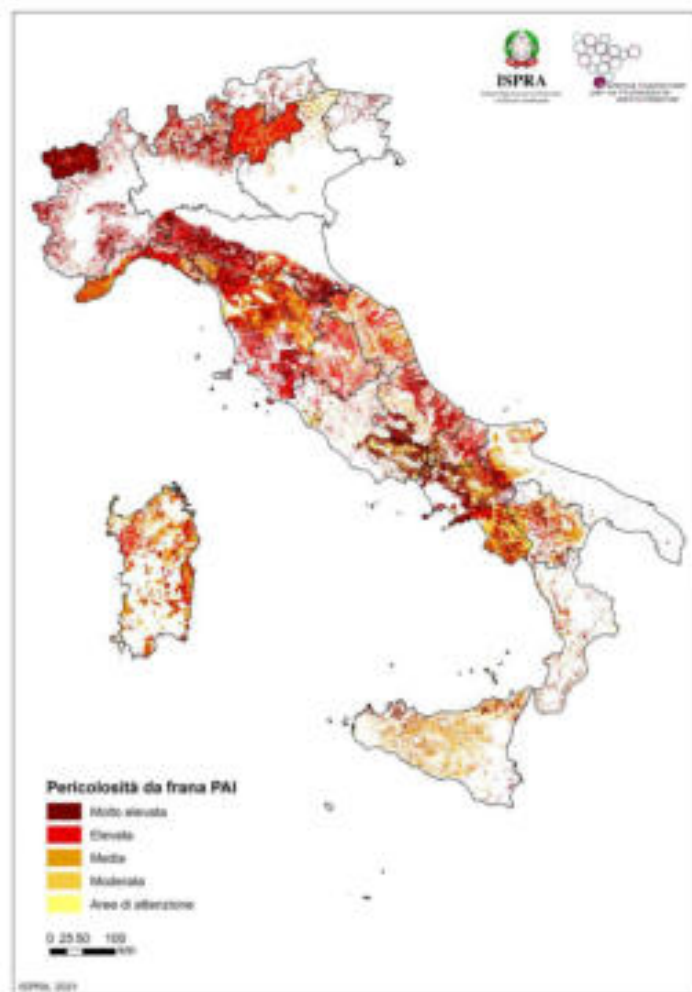 ISPRA
Pericolosità da frana PAI
Molto elevata
Elevata
Media
Moderata
Aree di attenzione
0 25 50 100
km
ISPRA, 2021